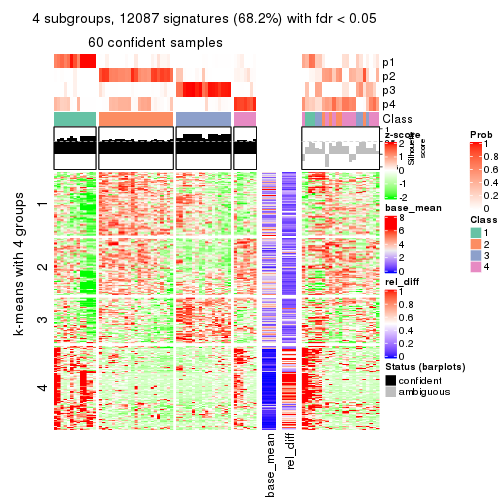 4 subgroups, 12087 signatures (68.2%) with fdr < 0.05
60 confident samples
p1
p2
p3
p4
Class
1
0
Silhouette
score
k-means with 4 groups
1
2
3
4
base_mean
rel_diff
z-score
2
1
0
-1
-2
base_mean
8
6
4
2
0
rel_diff
1
0.8
0.6
0.4
0.2
0
Status (barplots)
confident
ambiguous
Prob
1
0.8
0.6
0.4
0.2
0
Class
1
2
3
4